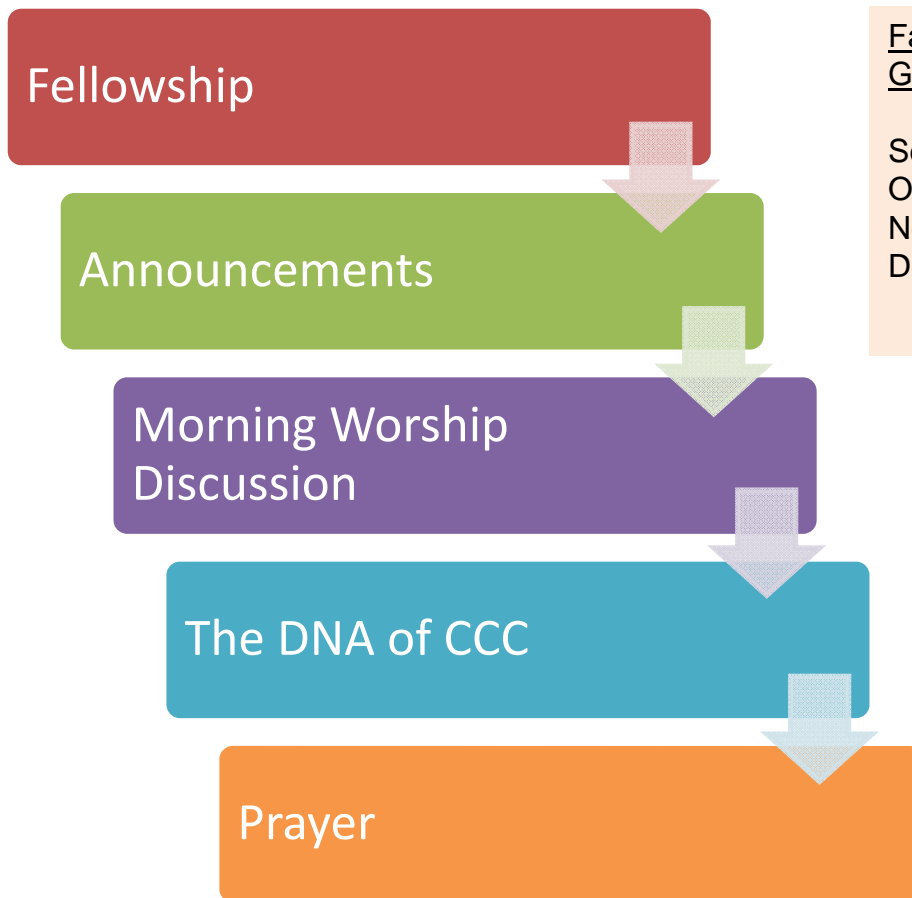 Fellowship
Announcements
Morning Worship
Discussion
The DNA of CCC
Prayer